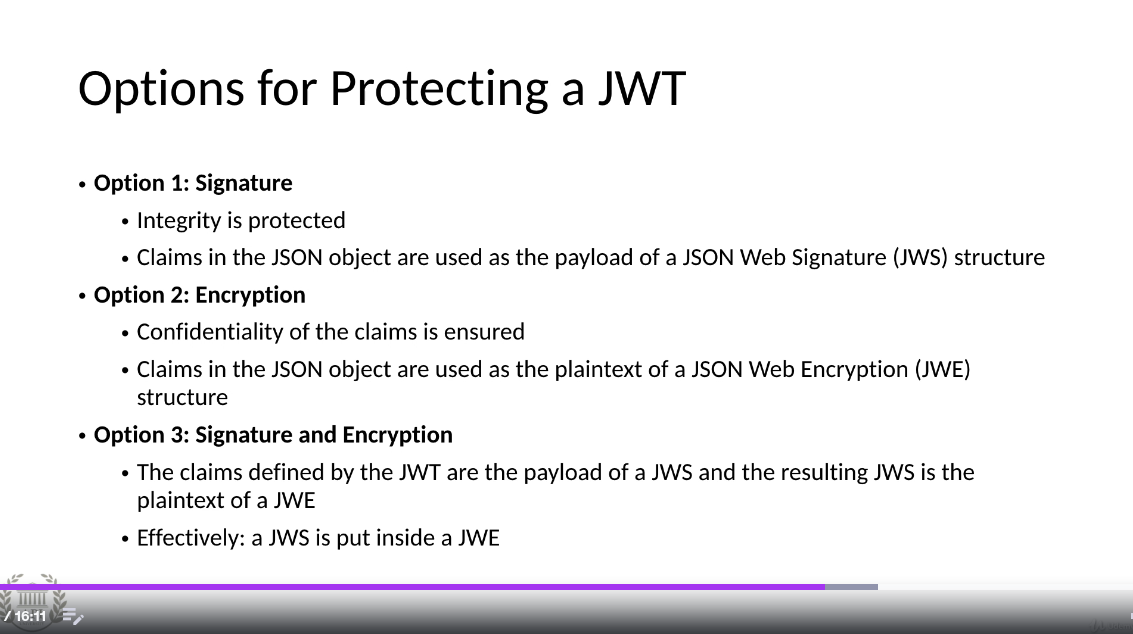 Options for Protecting a JWT
• Option 1: Signature
• Integrity is protected
• Claims in the JSON object are used as the payload of a JSON Web Signature (JWS) structure
• Option 2: Encryption
• Confidentiality of the claims is ensured
• Claims in the JSON object are used as the plaintext of a JSON Web Encryption (JWE)
structure
• Option 3: Signature and Encryption
• The claims defined by the JWT are the payload of a JWS and the resulting JWS is the
plaintext of a JWE
• Effectively: a JWS is put inside a JWE
/ 16:11